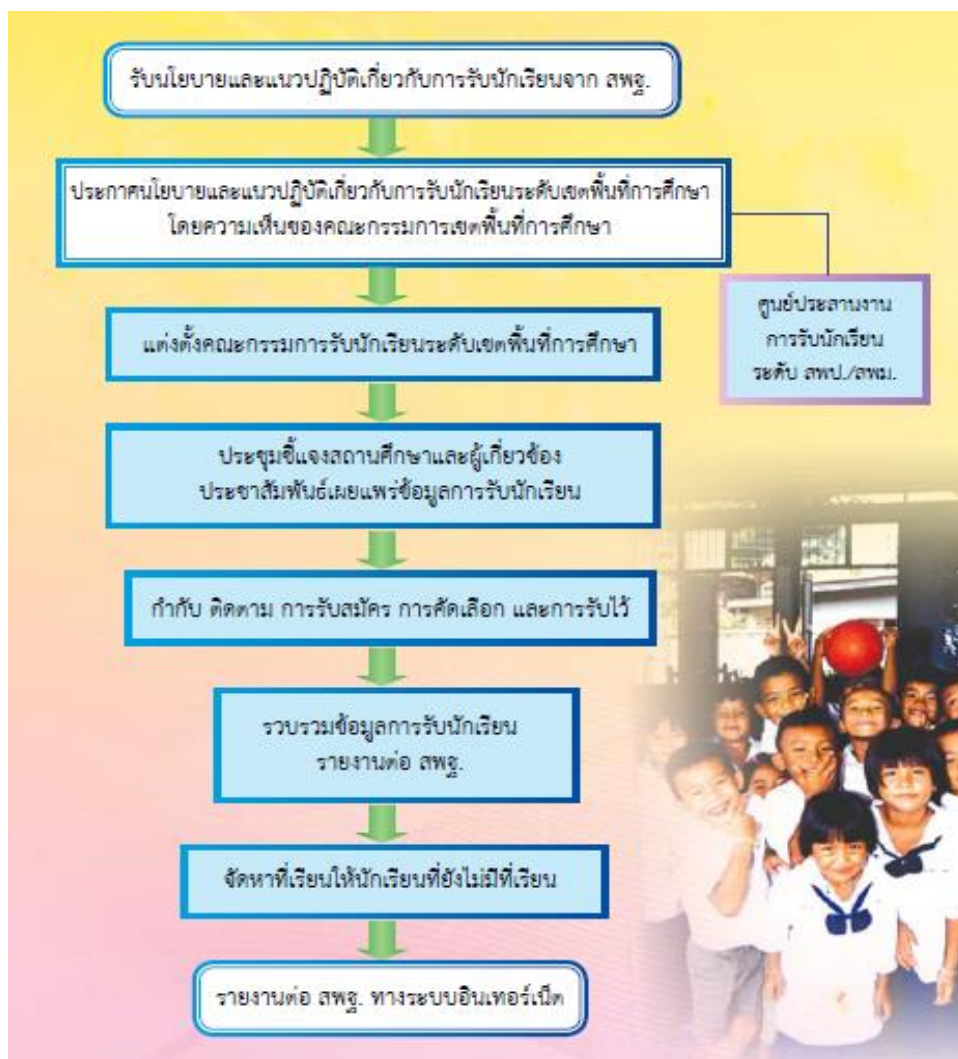 รับนโยบายและแนวปฏิบัติเกี่ยวกับการรับนักเรียนจาก สพฐ.
ประกาศนโยบายและแนวปฏิบัติเกี่ยวกับการรับนักเรียนระดับเขตพื้นที่การศึกษา
โดยความเห็นของคณะกรรมการเขตพื้นที่การศึกษา
ศูนย์ประสานงาน
การรับนักเรียน
ระดับ สพป./สพม.
แต่งตั้งคณะกรรมการรับนักเรียนระดับเขตพื้นที่การศึกษา
ประชุมชี้แจงสถานศึกษาและผู้เกี่ยวข้อง
ประชาสัมพันธ์เผยแพร่ข้อมูลการรับนักเรียน
กำกับ ติดตาม การรับสมัคร การคัดเลือก และการรับไว้
รวบรวมข้อมูลการรับนักเรียน
รายงานต่อ สพฐ.
จัดหาที่เรียนให้นักเรียนที่ยังไม่มีที่เรียน
รายงานต่อ สพฐ. ทางระบบอินเทอร์เน็ต